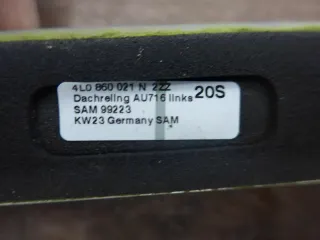 4L0 860 021 N 2ZZ
Dachreling AU716 links 20S
SAM 99223
KW23 Germany SAM